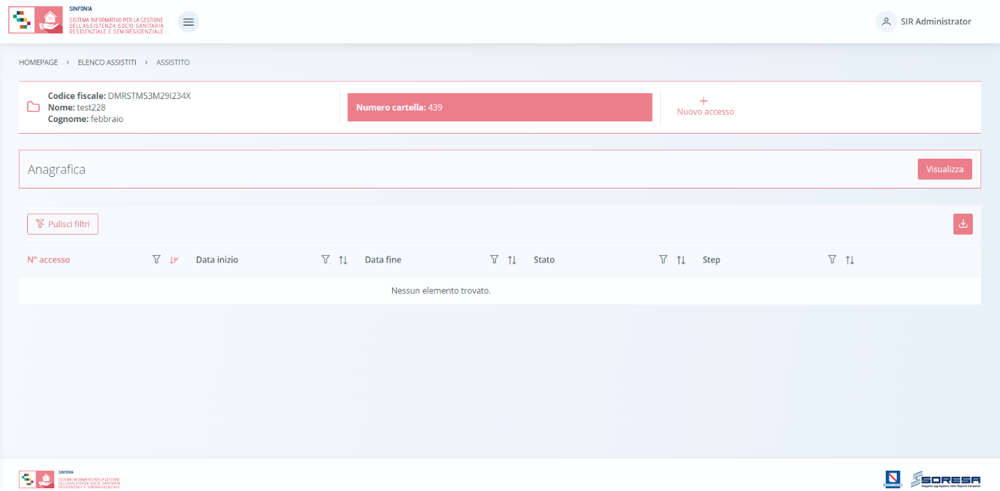 SINFONIA
SISTEMA INFORMATIVO PER LA GESTIONE
DELL'ASSISTENZA SOCIO SANITARIA
RESIDENZIALE E SEMIRESIDENZIALE
SIR Administrator
HOMEPAGE > ELENCO ASSISTITI > ASSISTITO
Codice fiscale: DMRSTM53M29I234X
Nome: test228
Cognome: febbraio
Numero cartella: 439
Nuovo accesso
Anagrafica
Visualizza
Pulisci filtri
N° accesso Data inizio Data fine Stato Step
Nessun elemento trovato.
SINFONIA
SISTEMA INFORMATIVO PER LA GESTIONE
DELL'ASSISTENZA SOCIO SANITARIA
RESIDENZIALE E SEMIRESIDENZIALE
REGIONE CAMPANIA
SORESA
Soggetto Aggregatore della Regione Campania